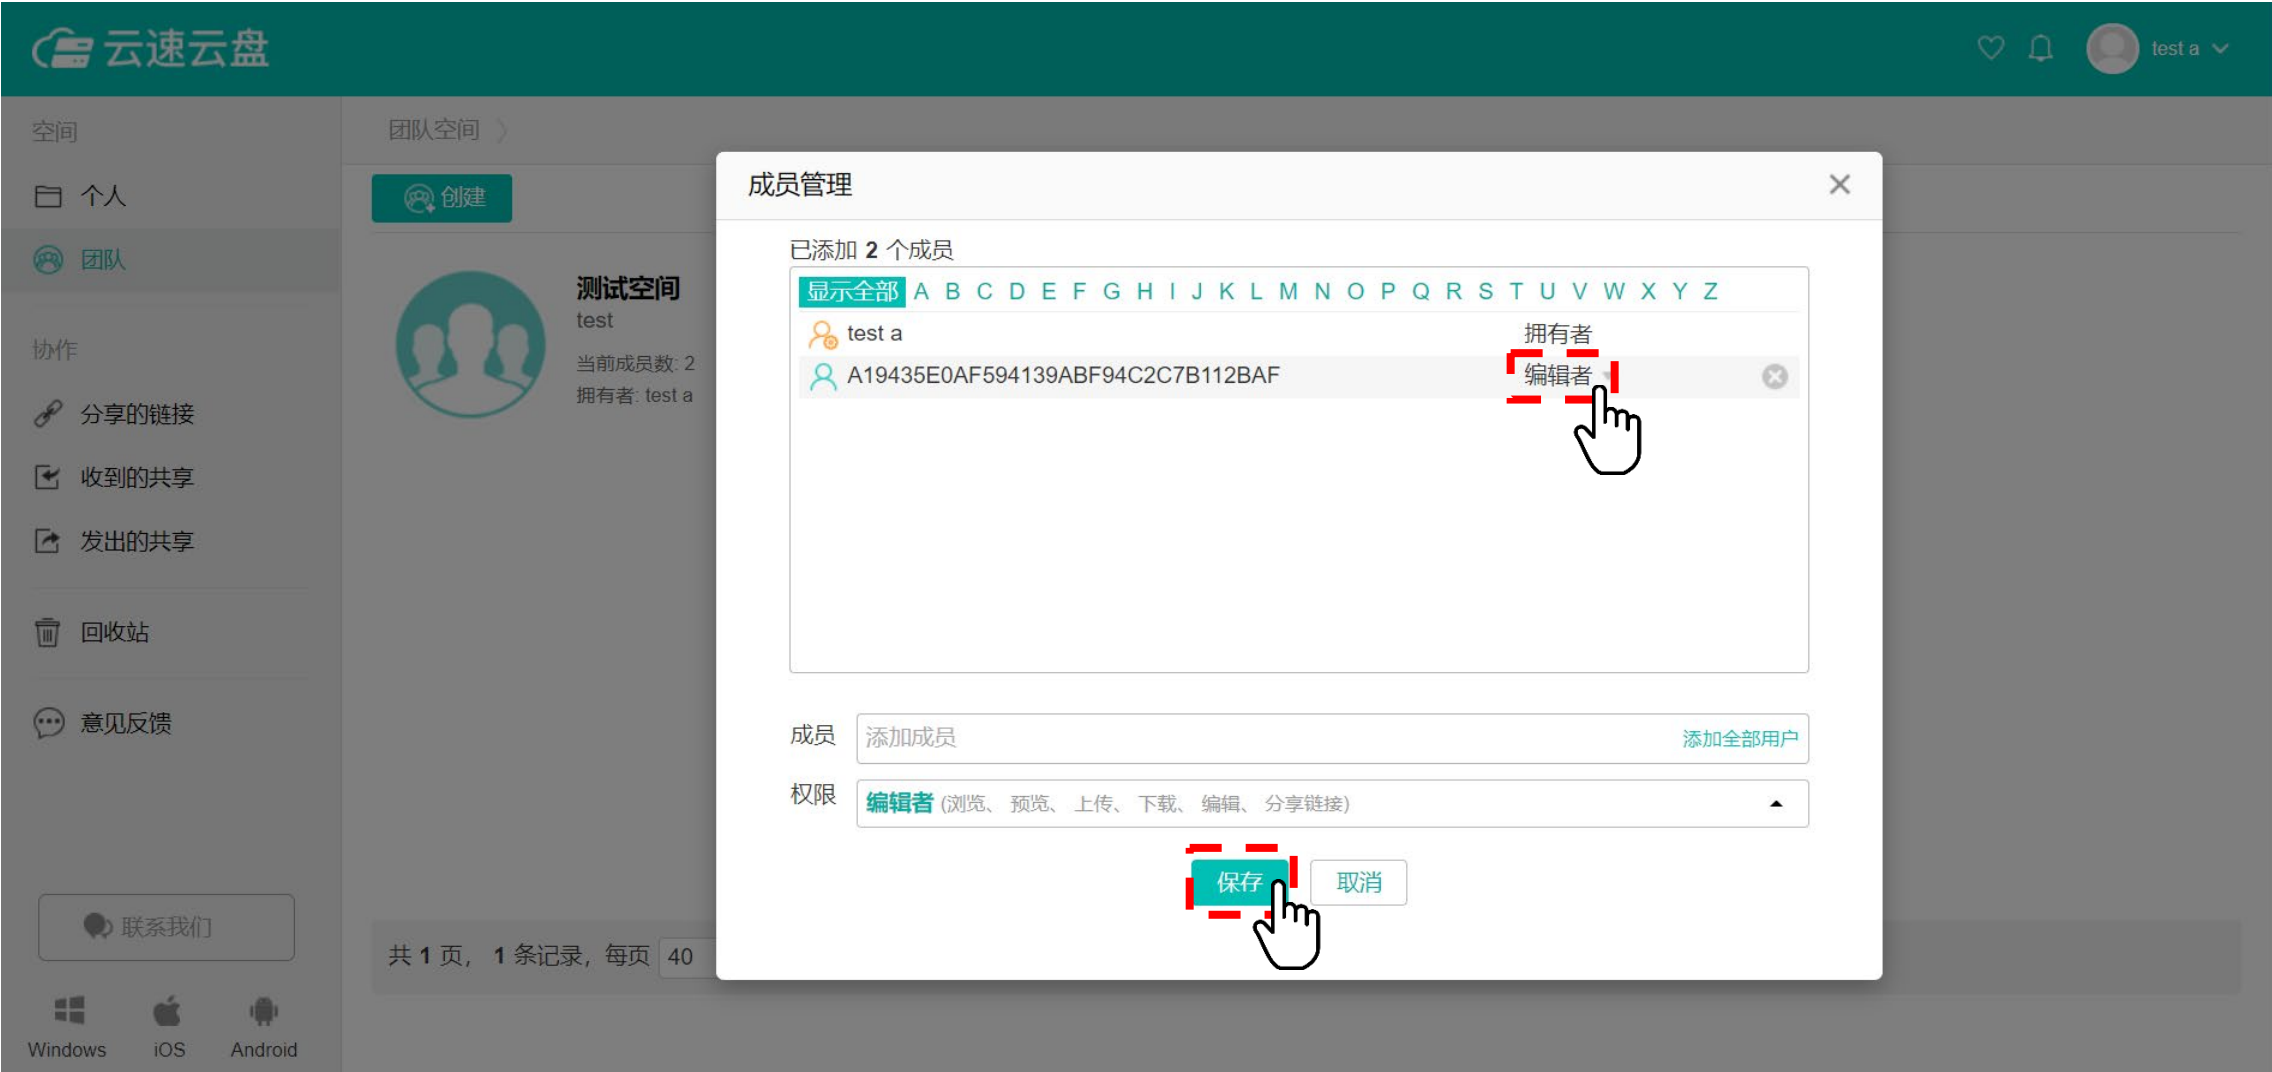 云速云盘
test a
空间
个人
团队
协作
分享的链接
收到的共享
发出的共享
回收站
意见反馈
联系我们
Windows iOS Android
团队空间
创建
测试空间
test
当前成员数: 2
拥有者: test a
共 1 页， 1 条记录，每页 40
成员管理
已添加 2 个成员
显示全部 A B C D E F G H I J K L M N O P Q R S T U V W X Y Z
test a 拥有者
A19435E0AF594139ABF94C2C7B112BAF 编辑者
成员 添加成员 添加全部用户
权限 编辑者 (浏览、 预览、 上传、 下载、 编辑、 分享链接)
保存 取消